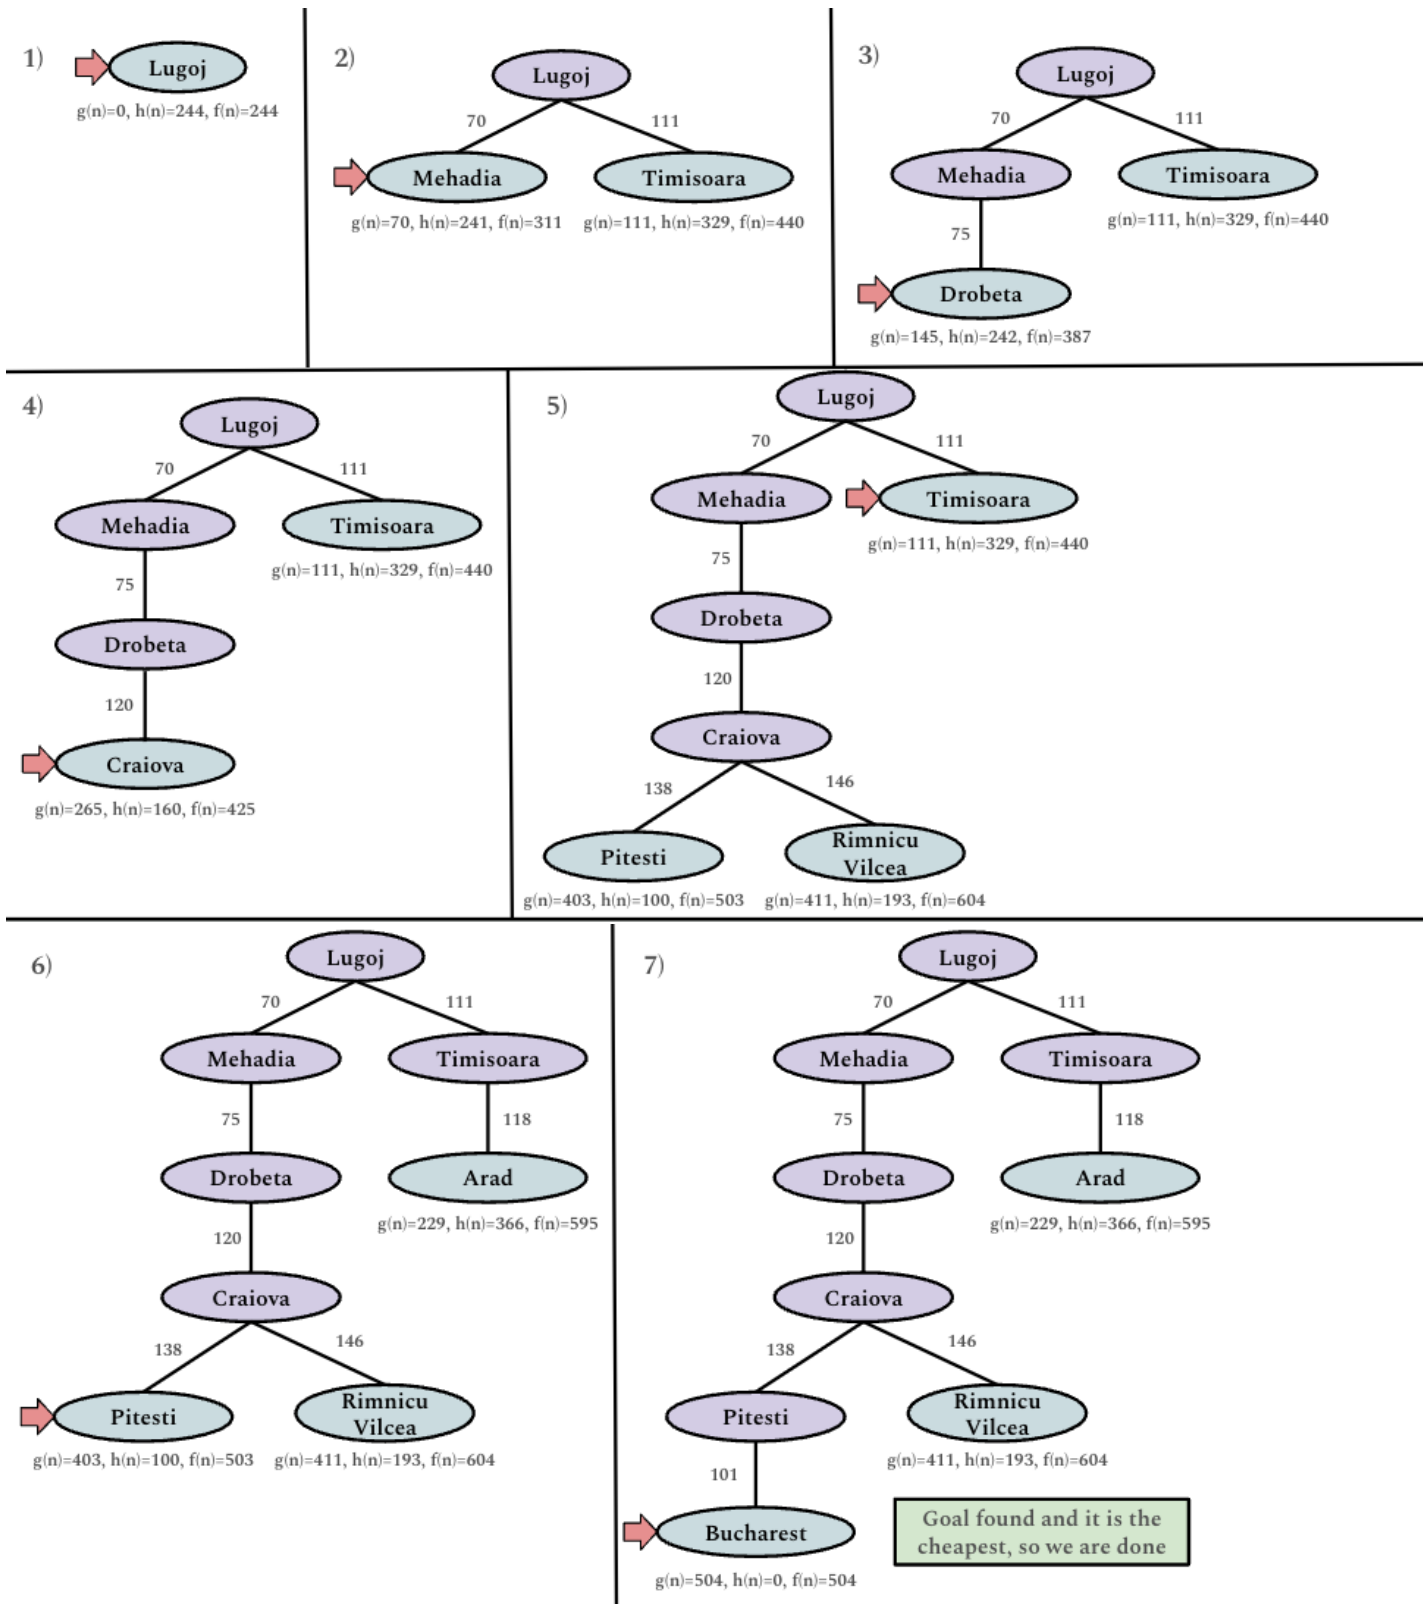 1)
Lugoj
g(n)=0, h(n)=244, f(n)=244
2)
Lugoj
70
111
Mehadia
Timisoara
g(n)=70, h(n)=241, f(n)=311
g(n)=111, h(n)=329, f(n)=440
3)
Lugoj
70
111
Mehadia
Timisoara
g(n)=111, h(n)=329, f(n)=440
75
Drobeta
g(n)=145, h(n)=242, f(n)=387
4)
Lugoj
70
111
Mehadia
Timisoara
g(n)=111, h(n)=329, f(n)=440
75
Drobeta
120
Craiova
g(n)=265, h(n)=160, f(n)=425
5)
Lugoj
70
111
Mehadia
Timisoara
g(n)=111, h(n)=329, f(n)=440
75
Drobeta
120
Craiova
138
146
Pitesti
Rimnicu
Vilcea
g(n)=403, h(n)=100, f(n)=503
g(n)=411, h(n)=193, f(n)=604
6)
Lugoj
70
111
Mehadia
Timisoara
75
118
Drobeta
Arad
g(n)=229, h(n)=366, f(n)=595
120
Craiova
138
146
Pitesti
Rimnicu
Vilcea
g(n)=403, h(n)=100, f(n)=503
g(n)=411, h(n)=193, f(n)=604
7)
Lugoj
70
111
Mehadia
Timisoara
75
118
Drobeta
Arad
g(n)=229, h(n)=366, f(n)=595
120
Craiova
138
146
Pitesti
Rimnicu
Vilcea
g(n)=411, h(n)=193, f(n)=604
101
Bucharest
g(n)=504, h(n)=0, f(n)=504
Goal found and it is the
cheapest, so we are done